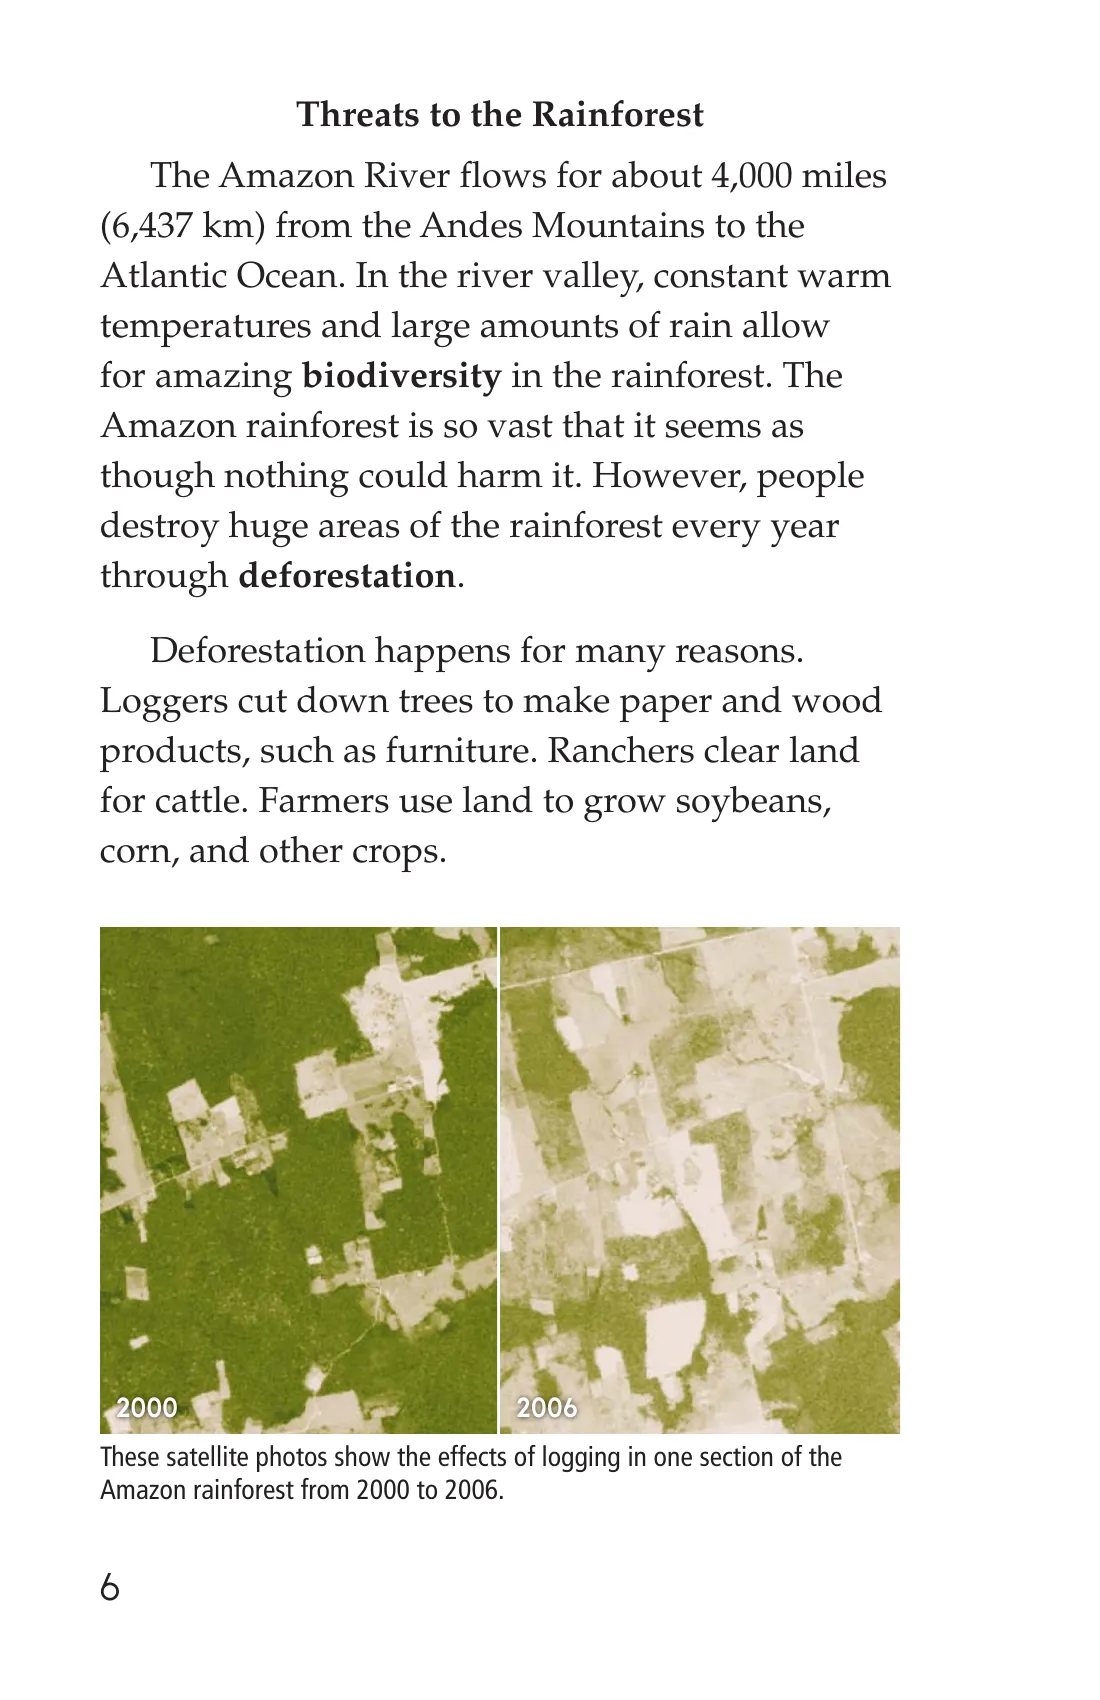 Threats to the Rainforest
The Amazon River flows for about 4,000 miles
(6,437 km) from the Andes Mountains to the
Atlantic Ocean. In the river valley, constant warm
temperatures and large amounts of rain allow
for amazing biodiversity in the rainforest. The
Amazon rainforest is so vast that it seems as
though nothing could harm it. However, people
destroy huge areas of the rainforest every year
through deforestation.
Deforestation happens for many reasons.
Loggers cut down trees to make paper and wood
products, such as furniture. Ranchers clear land
for cattle. Farmers use land to grow soybeans,
corn, and other crops.
2000
2006
These satellite photos show the effects of logging in one section of the
Amazon rainforest from 2000 to 2006.
6